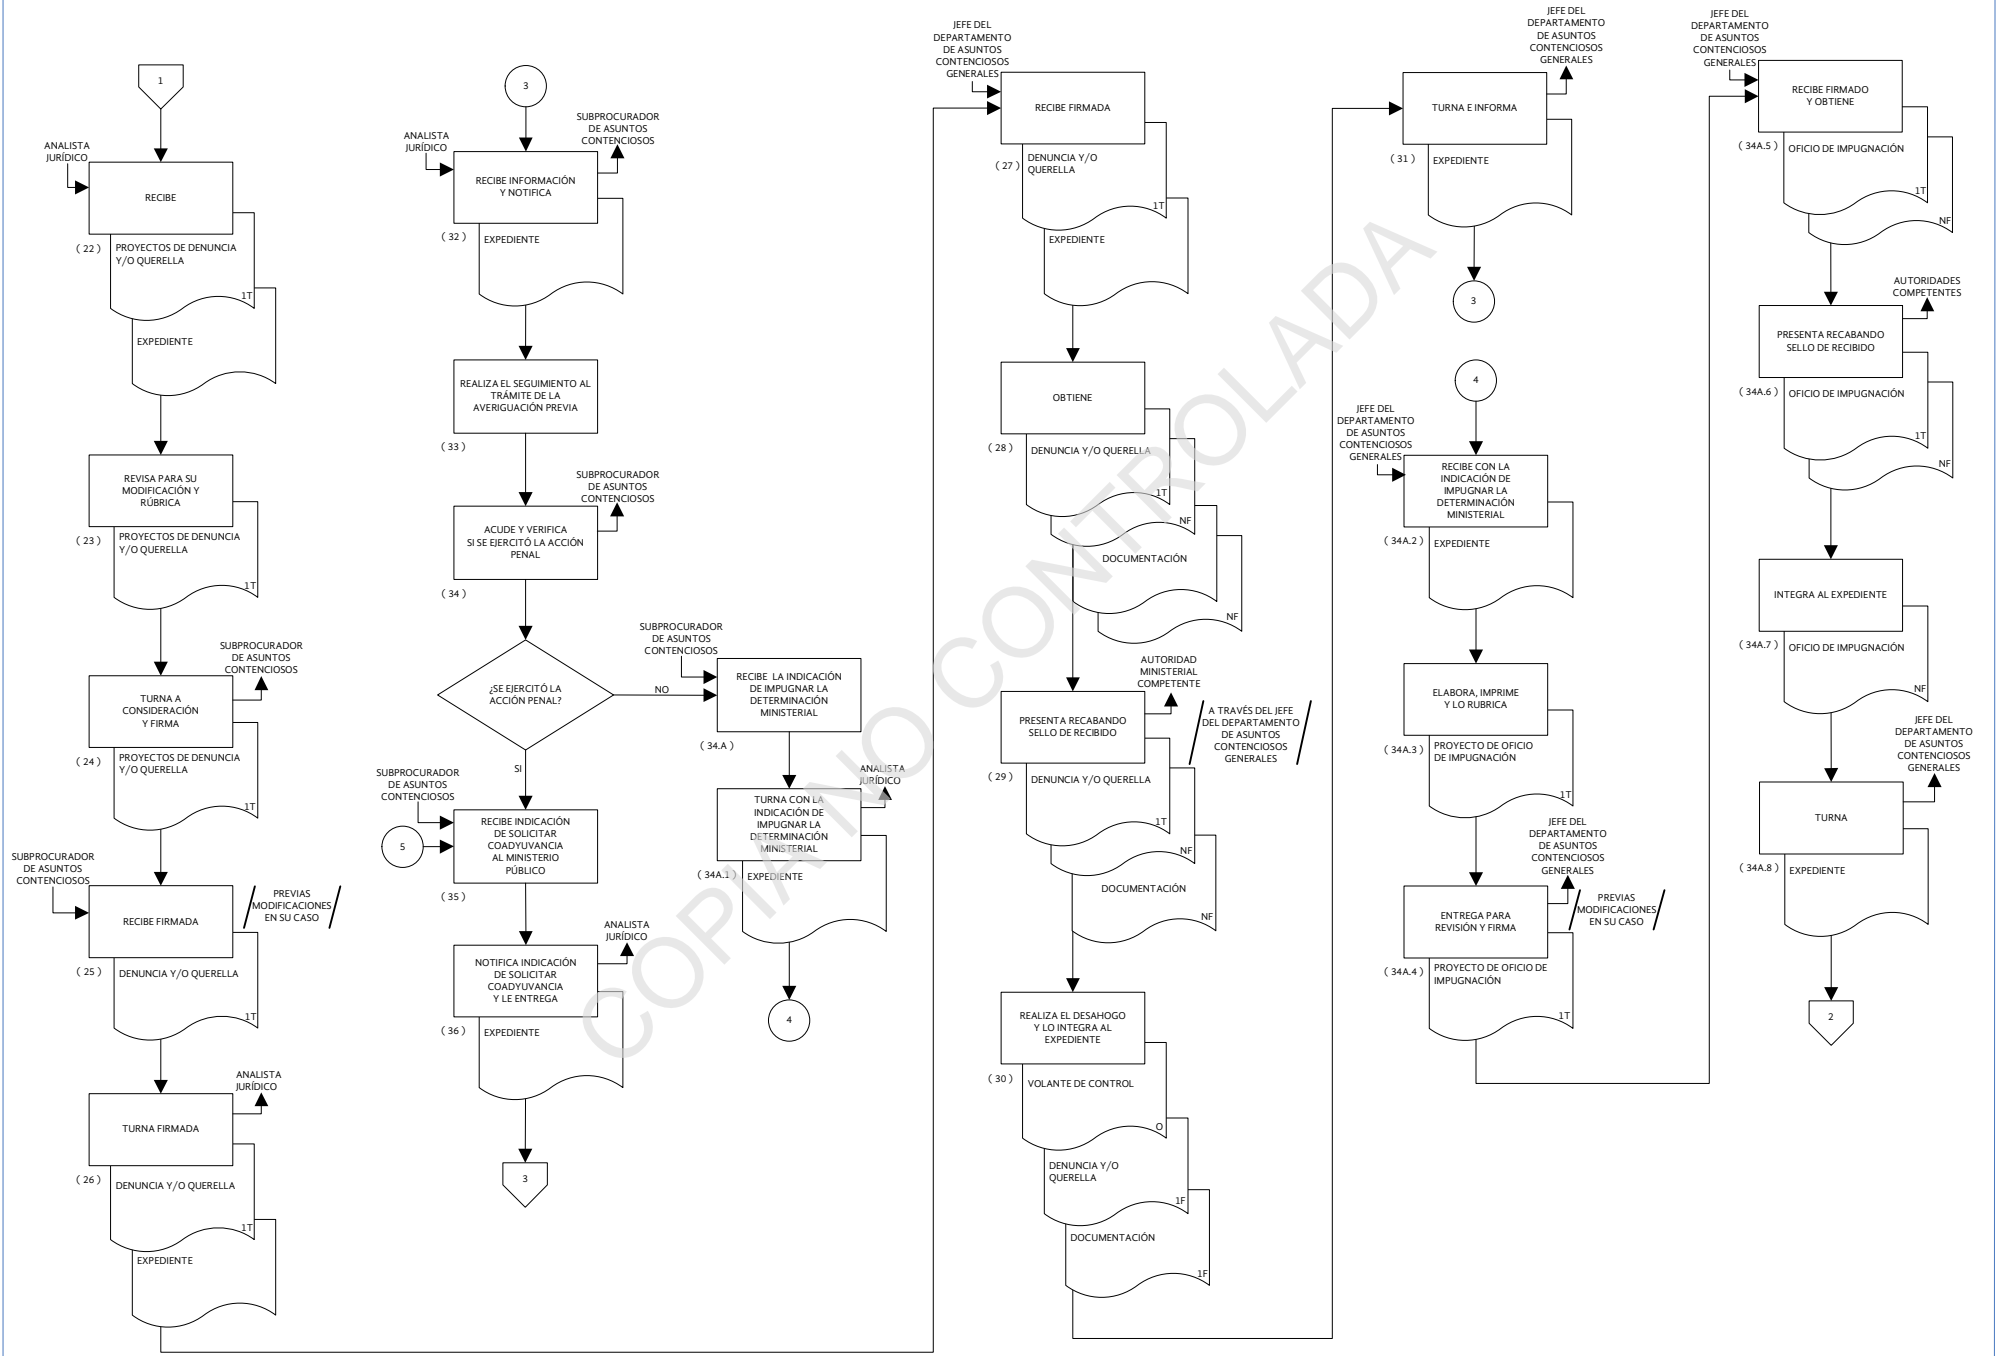 1
ANALISTA
JURÍDICO
RECIBE
( 22 )
PROYECTOS DE DENUNCIA
Y/O QUERELLA
1T
EXPEDIENTE
REVISA PARA SU
MODIFICACIÓN Y
RÚBRICA
( 23 )
PROYECTOS DE DENUNCIA
Y/O QUERELLA
1T
SUBPROCURADOR
DE ASUNTOS
CONTENCIOSOS
TURNA A
CONSIDERACIÓN
Y FIRMA
( 24 )
PROYECTOS DE DENUNCIA
Y/O QUERELLA
1T
SUBPROCURADOR
DE ASUNTOS
CONTENCIOSOS
RECIBE FIRMADA
PREVIAS
MODIFICACIONES
EN SU CASO
( 25 )
DENUNCIA Y/O QUERELLA
1T
ANALISTA
JURÍDICO
TURNA FIRMADA
( 26 )
DENUNCIA Y/O QUERELLA
1T
EXPEDIENTE
3
ANALISTA
JURÍDICO
SUBPROCURADOR
DE ASUNTOS
CONTENCIOSOS
RECIBE INFORMACIÓN
Y NOTIFICA
( 32 )
EXPEDIENTE
REALIZA EL SEGUIMIENTO AL
TRÁMITE DE LA
AVERIGUACIÓN PREVIA
( 33 )
SUBPROCURADOR
DE ASUNTOS
CONTENCIOSOS
ACUDE Y VERIFICA
SI SE EJERCITÓ LA ACCIÓN
PENAL
( 34 )
¿SE EJERCITÓ LA
ACCIÓN PENAL?
NO
SI
SUBPROCURADOR
DE ASUNTOS
CONTENCIOSOS
RECIBE LA INDICACIÓN
DE IMPUGNAR LA
DETERMINACIÓN
MINISTERIAL
( 34.A )
ANALISTA
JURÍDICO
TURNA CON LA
INDICACIÓN DE
IMPUGNAR LA
DETERMINACIÓN
MINISTERIAL
( 34A.1 )
EXPEDIENTE
4
SUBPROCURADOR
DE ASUNTOS
CONTENCIOSOS
5
RECIBE INDICACIÓN
DE SOLICITAR
COADYUVANCIA
AL MINISTERIO
PÚBLICO
( 35 )
ANALISTA
JURÍDICO
NOTIFICA INDICACIÓN
DE SOLICITAR
COADYUVANCIA
Y LE ENTREGA
( 36 )
EXPEDIENTE
3
JEFE DEL
DEPARTAMENTO
DE ASUNTOS
CONTENCIOSOS
GENERALES
RECIBE FIRMADA
( 27 )
DENUNCIA Y/O
QUERELLA
1T
EXPEDIENTE
OBTIENE
( 28 )
DENUNCIA Y/O QUERELLA
1T
NF
DOCUMENTACIÓN
NF
AUTORIDAD
MINISTERIAL
COMPETENTE
PRESENTA RECABANDO
SELLO DE RECIBIDO
A TRAVÉS DEL JEFE
DEL DEPARTAMENTO
DE ASUNTOS
CONTENCIOSOS
GENERALES
( 29 )
DENUNCIA Y/O QUERELLA
1T
NF
DOCUMENTACIÓN
NF
REALIZA EL DESAHOGO
Y LO INTEGRA AL
EXPEDIENTE
( 30 )
VOLANTE DE CONTROL
O
DENUNCIA Y/O
QUERELLA
1F
DOCUMENTACIÓN
1F
JEFE DEL
DEPARTAMENTO
DE ASUNTOS
CONTENCIOSOS
GENERALES
TURNA E INFORMA
( 31 )
EXPEDIENTE
3
4
JEFE DEL
DEPARTAMENTO
DE ASUNTOS
CONTENCIOSOS
GENERALES
RECIBE CON LA
INDICACIÓN DE
IMPUGNAR LA
DETERMINACIÓN
MINISTERIAL
( 34A.2 )
EXPEDIENTE
ELABORA, IMPRIME
Y LO RUBRICA
( 34A.3 )
PROYECTO DE OFICIO
DE IMPUGNACIÓN
1T
JEFE DEL
DEPARTAMENTO
DE ASUNTOS
CONTENCIOSOS
GENERALES
ENTREGA PARA
REVISIÓN Y FIRMA
PREVIAS
MODIFICACIONES
EN SU CASO
( 34A.4 )
PROYECTO DE OFICIO DE
IMPUGNACIÓN
1T
JEFE DEL
DEPARTAMENTO
DE ASUNTOS
CONTENCIOSOS
GENERALES
RECIBE FIRMADO
Y OBTIENE
( 34A.5 )
OFICIO DE IMPUGNACIÓN
1T
NF
AUTORIDADES
COMPETENTES
PRESENTA RECABANDO
SELLO DE RECIBIDO
( 34A.6 )
OFICIO DE IMPUGNACIÓN
1T
NF
INTEGRA AL EXPEDIENTE
( 34A.7 )
OFICIO DE IMPUGNACIÓN
NF
JEFE DEL
DEPARTAMENTO
DE ASUNTOS
CONTENCIOSOS
GENERALES
TURNA
( 34A.8 )
EXPEDIENTE
2
COPIA NO CONTROLADA